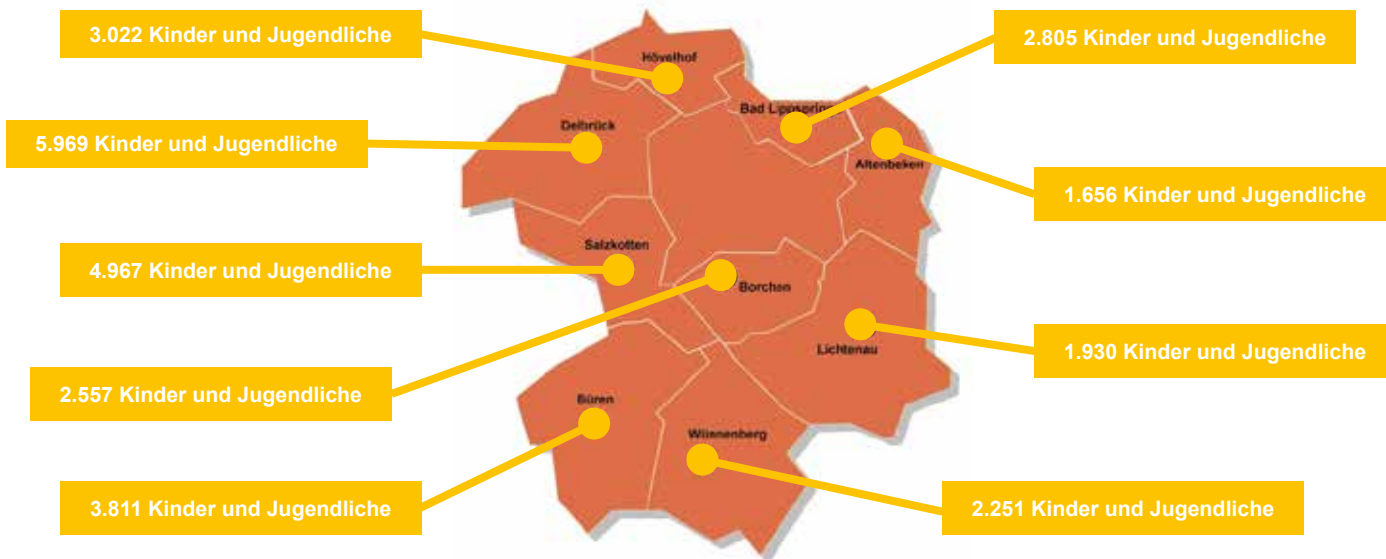 3.022 Kinder und Jugendliche
2.805 Kinder und Jugendliche
Hövelhof
Bad Lippspring
Delbrück
5.969 Kinder und Jugendliche
Altenbeken
1.656 Kinder und Jugendliche
Salzkotten
4.967 Kinder und Jugendliche
Borchen
Lichtenau
1.930 Kinder und Jugendliche
2.557 Kinder und Jugendliche
Büren
Wünnenberg
3.811 Kinder und Jugendliche
2.251 Kinder und Jugendliche